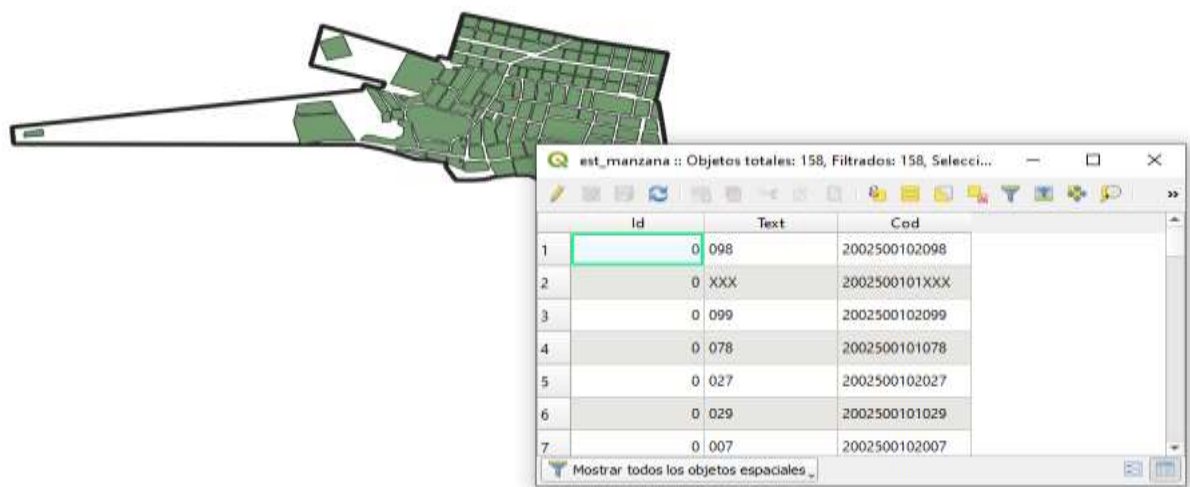 est_manzana :: Objetos totales: 158, Filtrados: 158, Selecci...
»
Id Text Cod
1 0 098 2002500102098
2 0 XXX 2002500101XXX
3 0 099 2002500102099
4 0 078 2002500101078
5 0 027 2002500102027
6 0 029 2002500101029
7 0 007 2002500102007
Mostrar todos los objetos espaciales